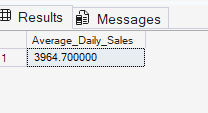 Results Messages
Average_Daily_Sales
1 3964.700000